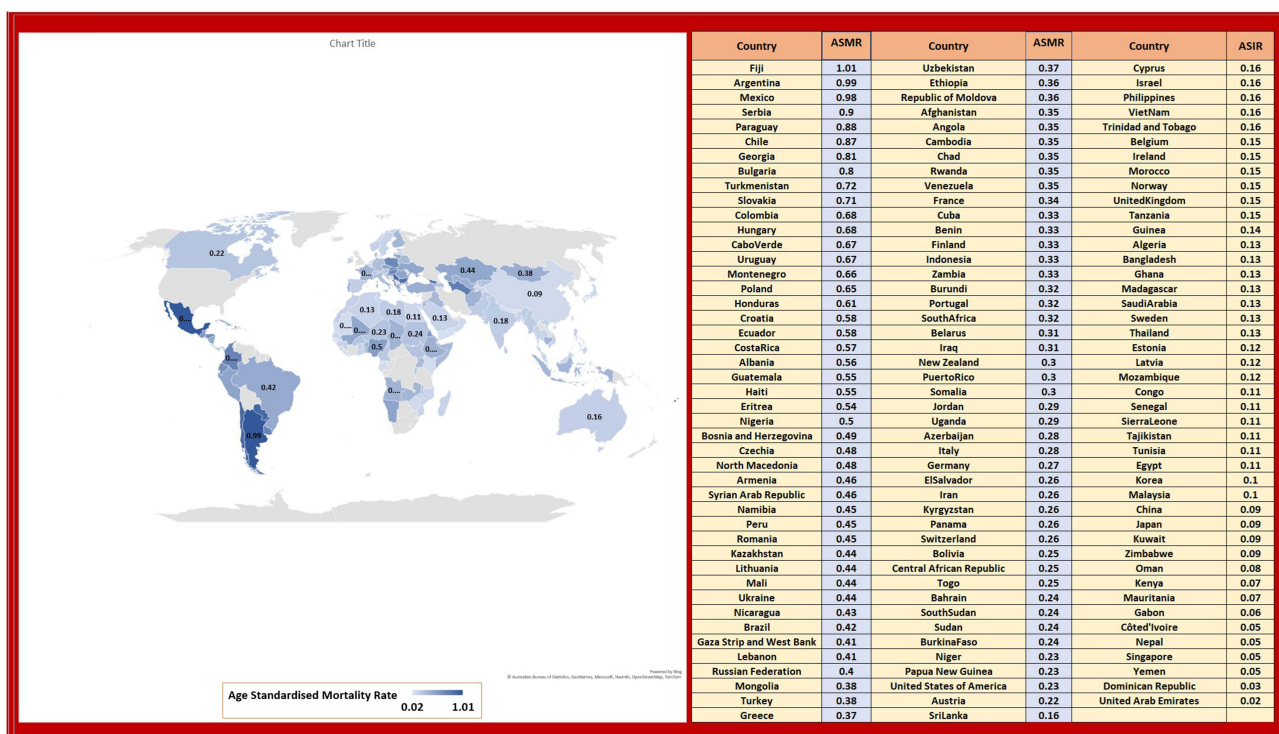 Chart Title
0.22
0....
0....
0.42
0.99
0...
0.44
0.38
0.09
0.13
0.18
0.11
0.13
0.18
0....
0....
0.23
0...
0.24
0.5
0....
0....
0.16
Powered by Bing
© Australian Bureau of Statistics, GeoNames, Microsoft, Navinfo, OpenStreetMap, TomTom
Age Standardised Mortality Rate
0.02 1.01
Country ASMR Country ASMR Country ASIR
Fiji 1.01 Uzbekistan 0.37 Cyprus 0.16
Argentina 0.99 Ethiopia 0.36 Israel 0.16
Mexico 0.98 Republic of Moldova 0.36 Philippines 0.16
Serbia 0.9 Afghanistan 0.35 VietNam 0.16
Paraguay 0.88 Angola 0.35 Trinidad and Tobago 0.16
Chile 0.87 Cambodia 0.35 Belgium 0.15
Georgia 0.81 Chad 0.35 Ireland 0.15
Bulgaria 0.8 Rwanda 0.35 Morocco 0.15
Turkmenistan 0.72 Venezuela 0.35 Norway 0.15
Slovakia 0.71 France 0.34 UnitedKingdom 0.15
Colombia 0.68 Cuba 0.33 Tanzania 0.15
Hungary 0.68 Benin 0.33 Guinea 0.14
CaboVerde 0.67 Finland 0.33 Algeria 0.13
Uruguay 0.67 Indonesia 0.33 Bangladesh 0.13
Montenegro 0.66 Zambia 0.33 Ghana 0.13
Poland 0.65 Burundi 0.32 Madagascar 0.13
Honduras 0.61 Portugal 0.32 SaudiArabia 0.13
Croatia 0.58 SouthAfrica 0.32 Sweden 0.13
Ecuador 0.58 Belarus 0.31 Thailand 0.13
CostaRica 0.57 Iraq 0.31 Estonia 0.12
Albania 0.56 New Zealand 0.3 Latvia 0.12
Guatemala 0.55 PuertoRico 0.3 Mozambique 0.12
Haiti 0.55 Somalia 0.3 Congo 0.11
Eritrea 0.54 Jordan 0.29 Senegal 0.11
Nigeria 0.5 Uganda 0.29 SierraLeone 0.11
Bosnia and Herzegovina 0.49 Azerbaijan 0.28 Tajikistan 0.11
Czechia 0.48 Italy 0.28 Tunisia 0.11
North Macedonia 0.48 Germany 0.27 Egypt 0.11
Armenia 0.46 ElSalvador 0.26 Korea 0.1
Syrian Arab Republic 0.46 Iran 0.26 Malaysia 0.1
Namibia 0.45 Kyrgyzstan 0.26 China 0.09
Peru 0.45 Panama 0.26 Japan 0.09
Romania 0.45 Switzerland 0.26 Kuwait 0.09
Kazakhstan 0.44 Bolivia 0.25 Zimbabwe 0.09
Lithuania 0.44 Central African Republic 0.25 Oman 0.08
Mali 0.44 Togo 0.25 Kenya 0.07
Ukraine 0.44 Bahrain 0.24 Mauritania 0.07
Nicaragua 0.43 SouthSudan 0.24 Gabon 0.06
Brazil 0.42 Sudan 0.24 Côted'Ivoire 0.05
Gaza Strip and West Bank 0.41 BurkinaFaso 0.24 Nepal 0.05
Lebanon 0.41 Niger 0.23 Singapore 0.05
Russian Federation 0.4 Papua New Guinea 0.23 Yemen 0.05
Mongolia 0.38 United States of America 0.23 Dominican Republic 0.03
Turkey 0.38 Austria 0.22 United Arab Emirates 0.02
Greece 0.37 SriLanka 0.16